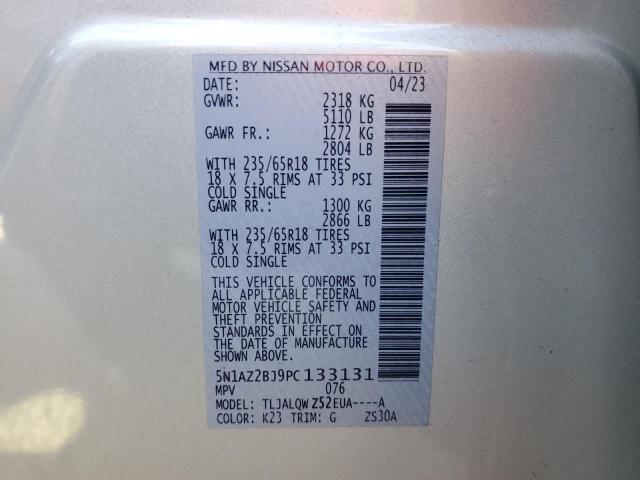 MFD BY NISSAN MOTOR CO., LTD.
DATE: 04/23
GVWR: 2318 KG
5110 LB
GAWR FR.: 1272 KG
2804 LB
WITH 235/65R18 TIRES
18 X 7.5 RIMS AT 33 PSI
COLD SINGLE
GAWR RR.: 1300 KG
2866 LB
WITH 235/65R18 TIRES
18 X 7.5 RIMS AT 33 PSI
COLD SINGLE
THIS VEHICLE CONFORMS TO
ALL APPLICABLE FEDERAL
MOTOR VEHICLE SAFETY AND
THEFT PREVENTION
STANDARDS IN EFFECT ON
THE DATE OF MANUFACTURE
SHOWN ABOVE.
5N1AZ2BJ9PC133131
MPV 076
MODEL: TLJALQWZ52EUA----A
COLOR: K23 TRIM: G ZS30A